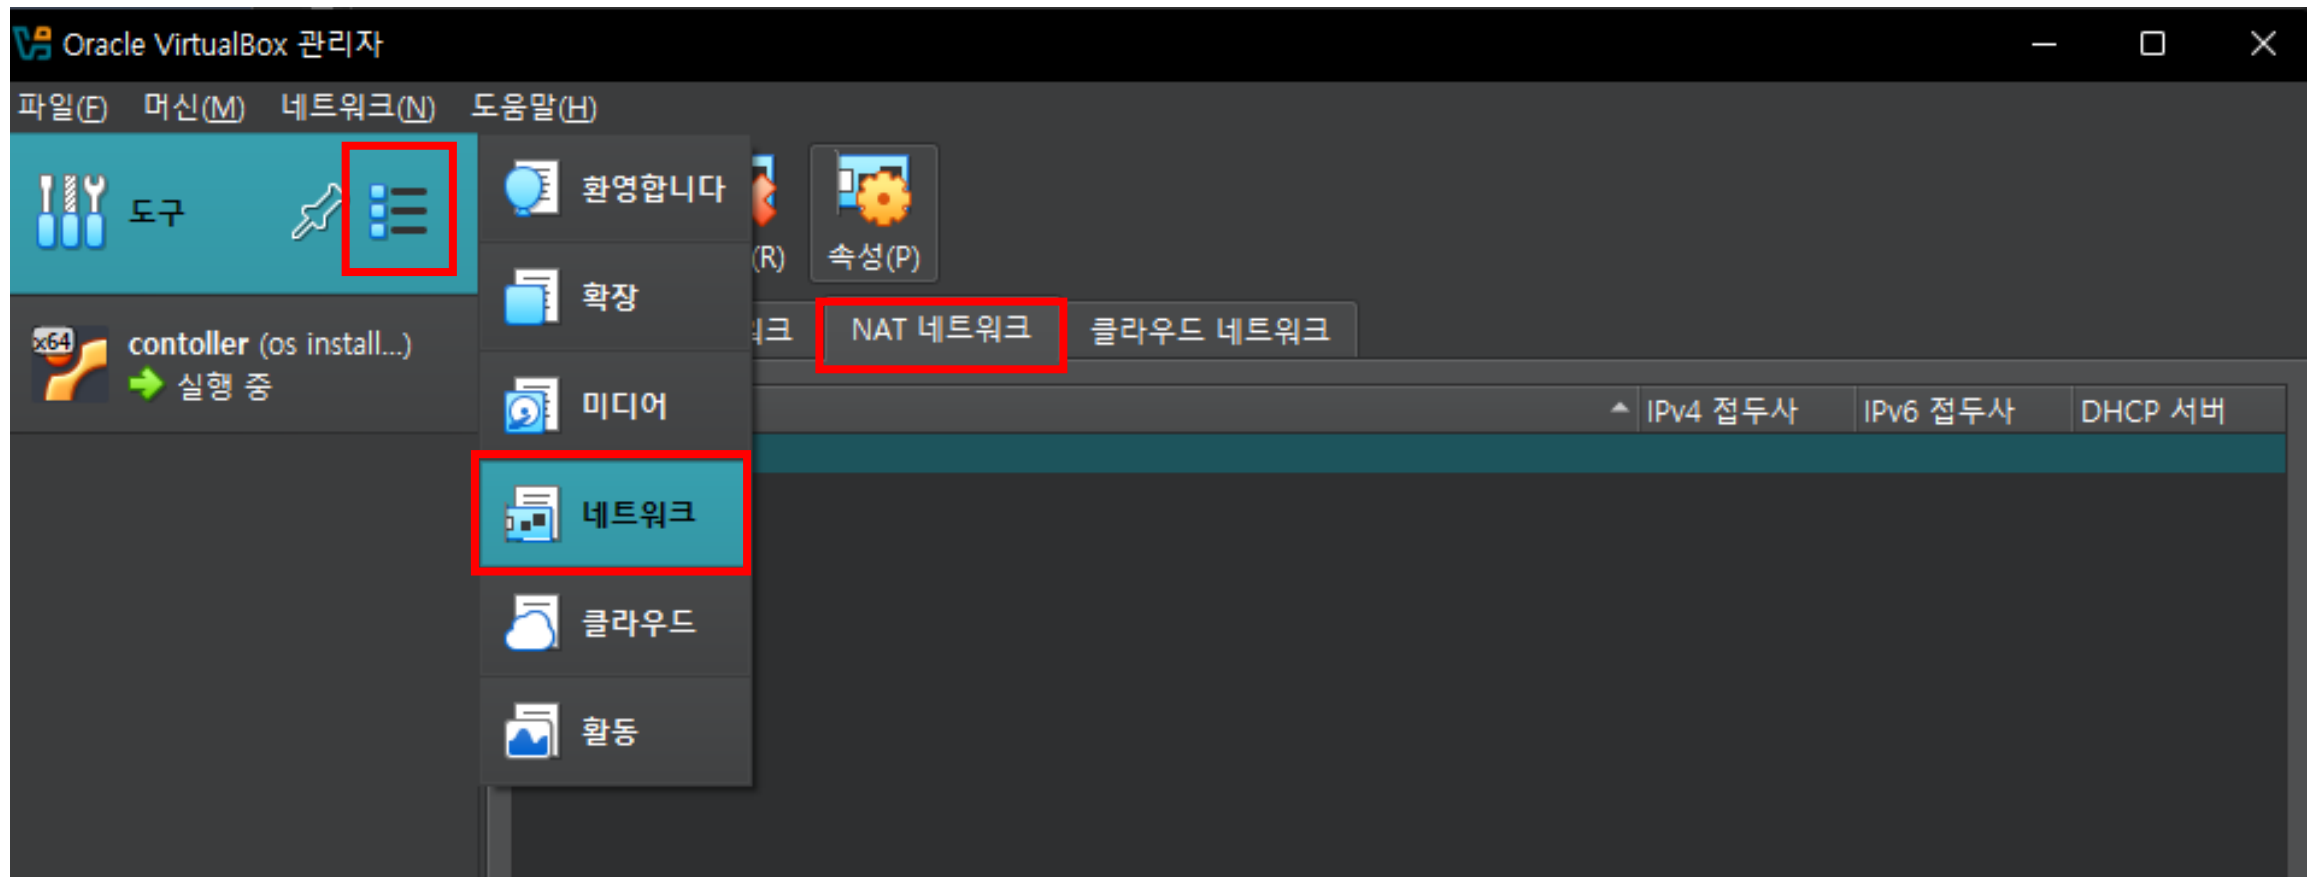 Oracle VirtualBox 관리자
파일(F) 머신(M) 네트워크(N) 도움말(H)
도구
환영합니다
(R) 속성(P)
확장
NAT 네트워크 클라우드 네트워크
x64 contoller (os install...)
실행 중
미디어
IPv4 접두사 IPv6 접두사 DHCP 서버
네트워크
클라우드
활동